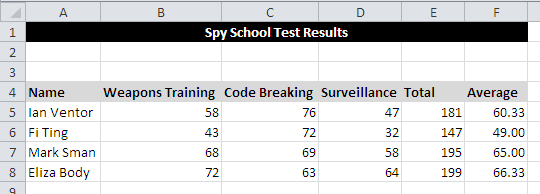 A B C D E F
1 Spy School Test Results
2
3
4 Name Weapons Training Code Breaking Surveillance Total Average
5 Ian Ventor 58 76 47 181 60.33
6 Fi Ting 43 72 32 147 49.00
7 Mark Sman 68 69 58 195 65.00
8 Eliza Body 72 63 64 199 66.33
9